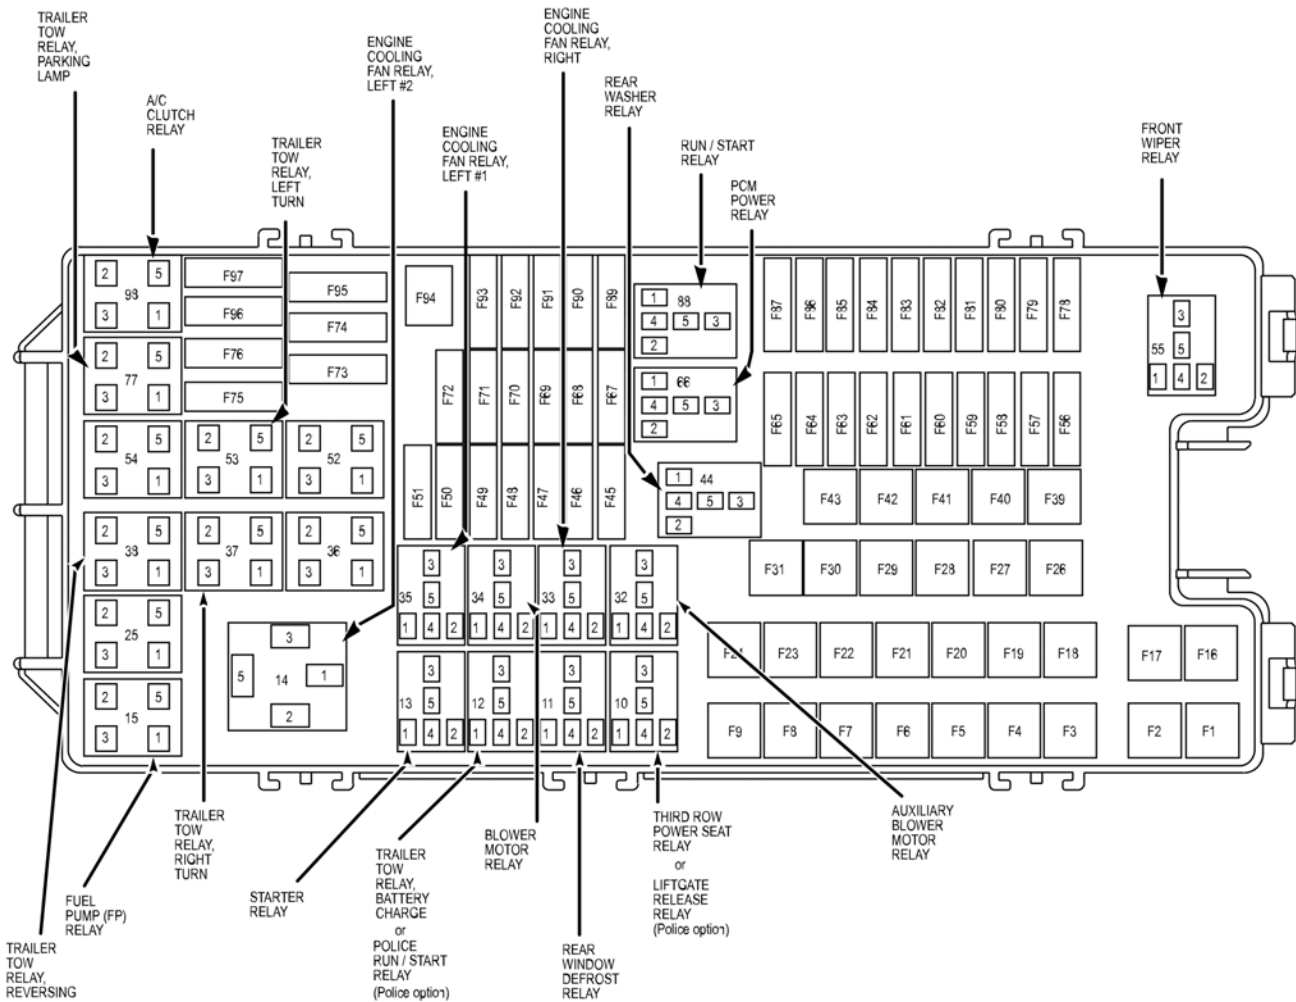 TRAILER
TOW
RELAY,
PARKING
LAMP
A/C
CLUTCH
RELAY
TRAILER
TOW
RELAY,
LEFT
TURN
ENGINE
COOLING
FAN RELAY,
LEFT #2
ENGINE
COOLING
FAN RELAY,
LEFT #1
ENGINE
COOLING
FAN RELAY,
RIGHT
REAR
WASHER
RELAY
RUN / START
RELAY
PCM
POWER
RELAY
FRONT
WIPER
RELAY
2 5
98
3 1
F97
F96
F95
F74
F76
F75
F73
2 5
77
3 1
2 5
54
3 1
2 5
53
3 1
2 5
52
3 1
2 5
38
3 1
2 5
37
3 1
2 5
36
3 1
2 5
25
3 1
2 5
15
3 1
3
5 14 1
2
F94
F93 F92 F91 F90 F89
F72 F71 F70 F69 F68 F67
F51 F50 F49 F48 F47 F46 F45
1 88
4 5 3
2
1 66
4 5 3
2
1 44
4 5 3
2
F87 F86 F85 F84 F83 F82 F81 F80 F79 F78
F65 F64 F63 F62 F61 F60 F59 F58 F57 F56
3
55 5
1 4 2
F43 F42 F41 F40 F39
F31 F30 F29 F28 F27 F26
3
35 5
1 4 2
3
34 5
1 4 2
3
33 5
1 4 2
3
32 5
1 4 2
3
13 5
1 4 2
3
12 5
1 4 2
3
11 5
1 4 2
3
10 5
1 4 2
F24 F23 F22 F21 F20 F19 F18 F17 F16
F9 F8 F7 F6 F5 F4 F3 F2 F1
TRAILER
TOW
RELAY,
REVERSING
FUEL
PUMP (FP)
RELAY
TRAILER
TOW
RELAY,
RIGHT
TURN
STARTER
RELAY
TRAILER
TOW
RELAY,
BATTERY
CHARGE
or
POLICE
RUN / START
RELAY
(Police option)
BLOWER
MOTOR
RELAY
REAR
WINDOW
DEFROST
RELAY
THIRD ROW
POWER SEAT
RELAY
or
LIFTGATE
RELEASE
RELAY
(Police option)
AUXILIARY
BLOWER
MOTOR
RELAY